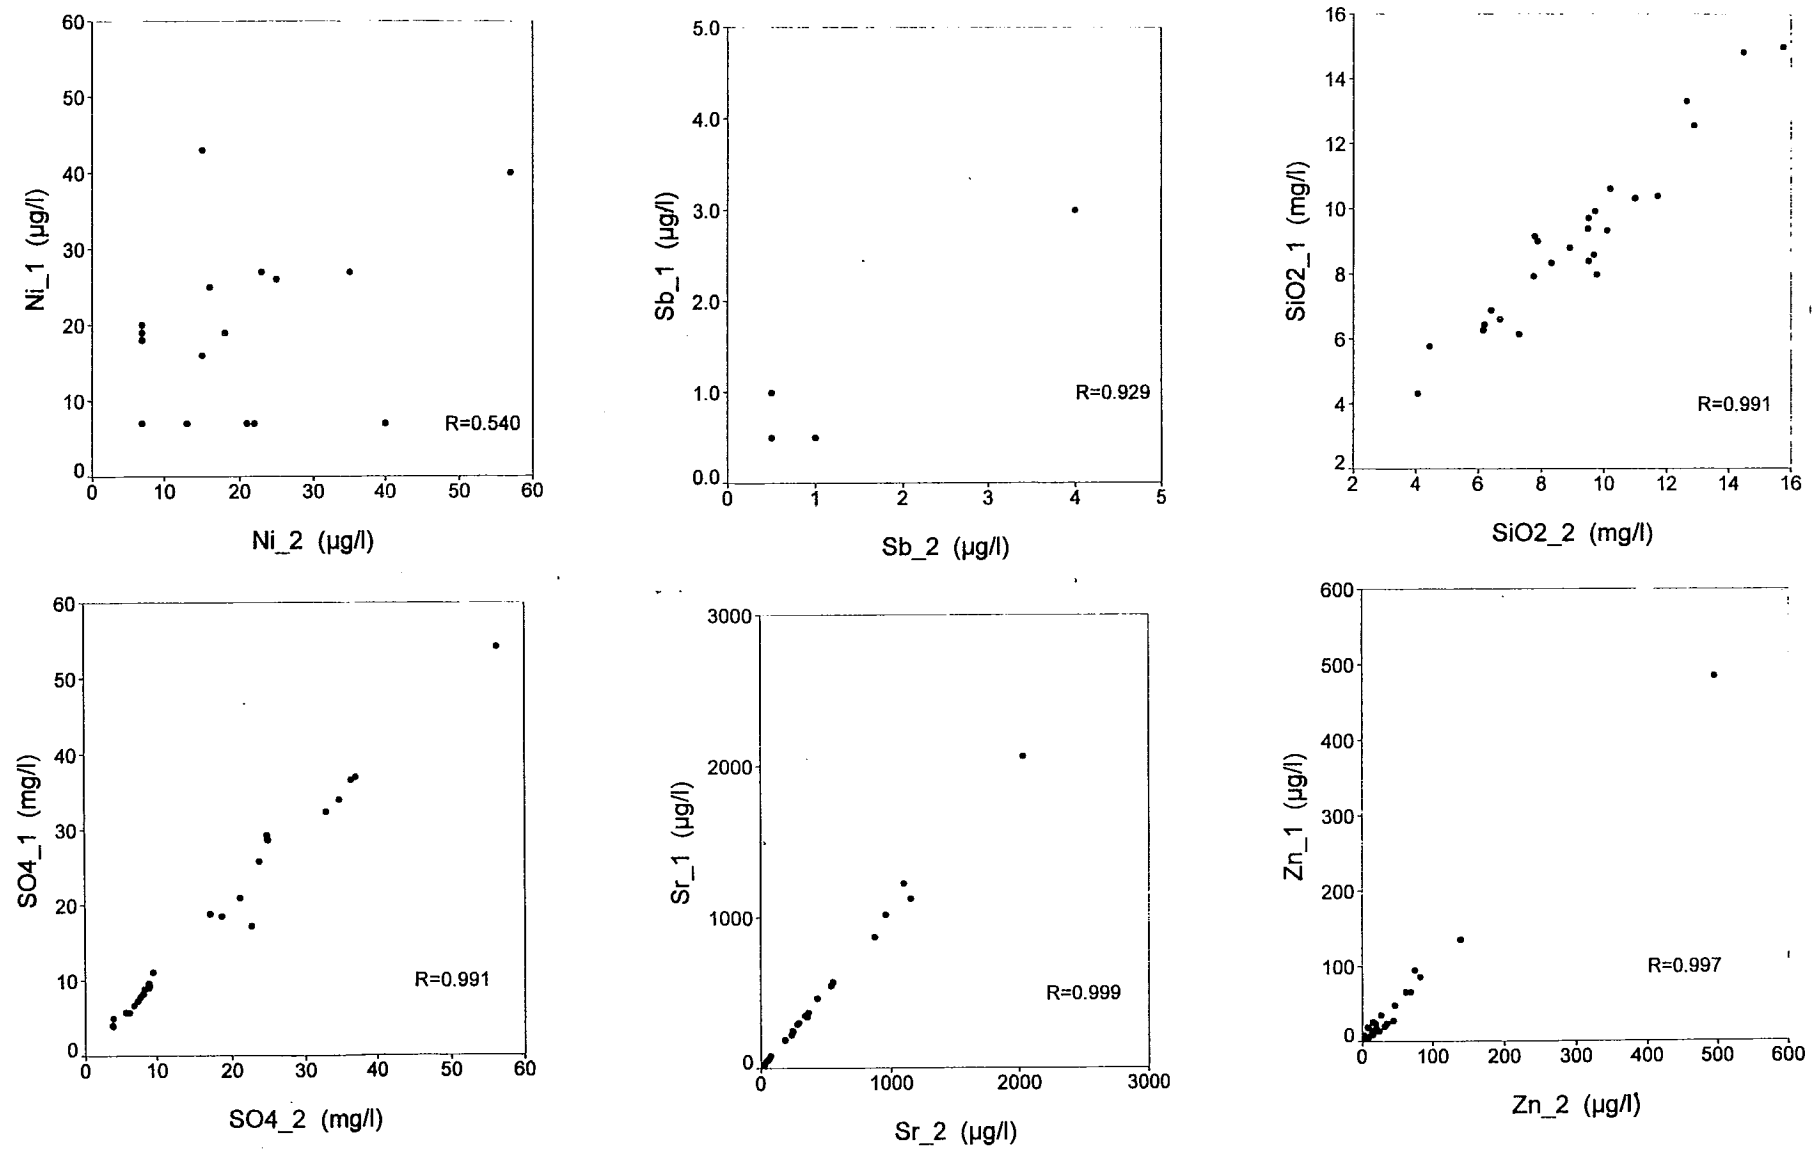 60
50
40
30
20
10
0
Ni_1 (µg/l)
R=0.540
0 10 20 30 40 50 60
Ni_2 (µg/l)
5.0
4.0
3.0
2.0
1.0
0.0
Sb_1 (µg/l)
R=0.929
0 1 2 3 4 5
Sb_2 (µg/l)
16
14
12
10
8
6
4
2
SiO2_1 (mg/l)
R=0.991
2 4 6 8 10 12 14 16
SiO2_2 (mg/l)
60
50
40
30
20
10
0
SO4_1 (mg/l)
R=0.991
0 10 20 30 40 50 60
SO4_2 (mg/l)
3000
2000
1000
0
Sr_1 (µg/l)
R=0.999
0 1000 2000 3000
Sr_2 (µg/l)
600
500
400
300
200
100
0
Zn_1 (µg/l)
R=0.997
0 100 200 300 400 500 600
Zn_2 (µg/l)